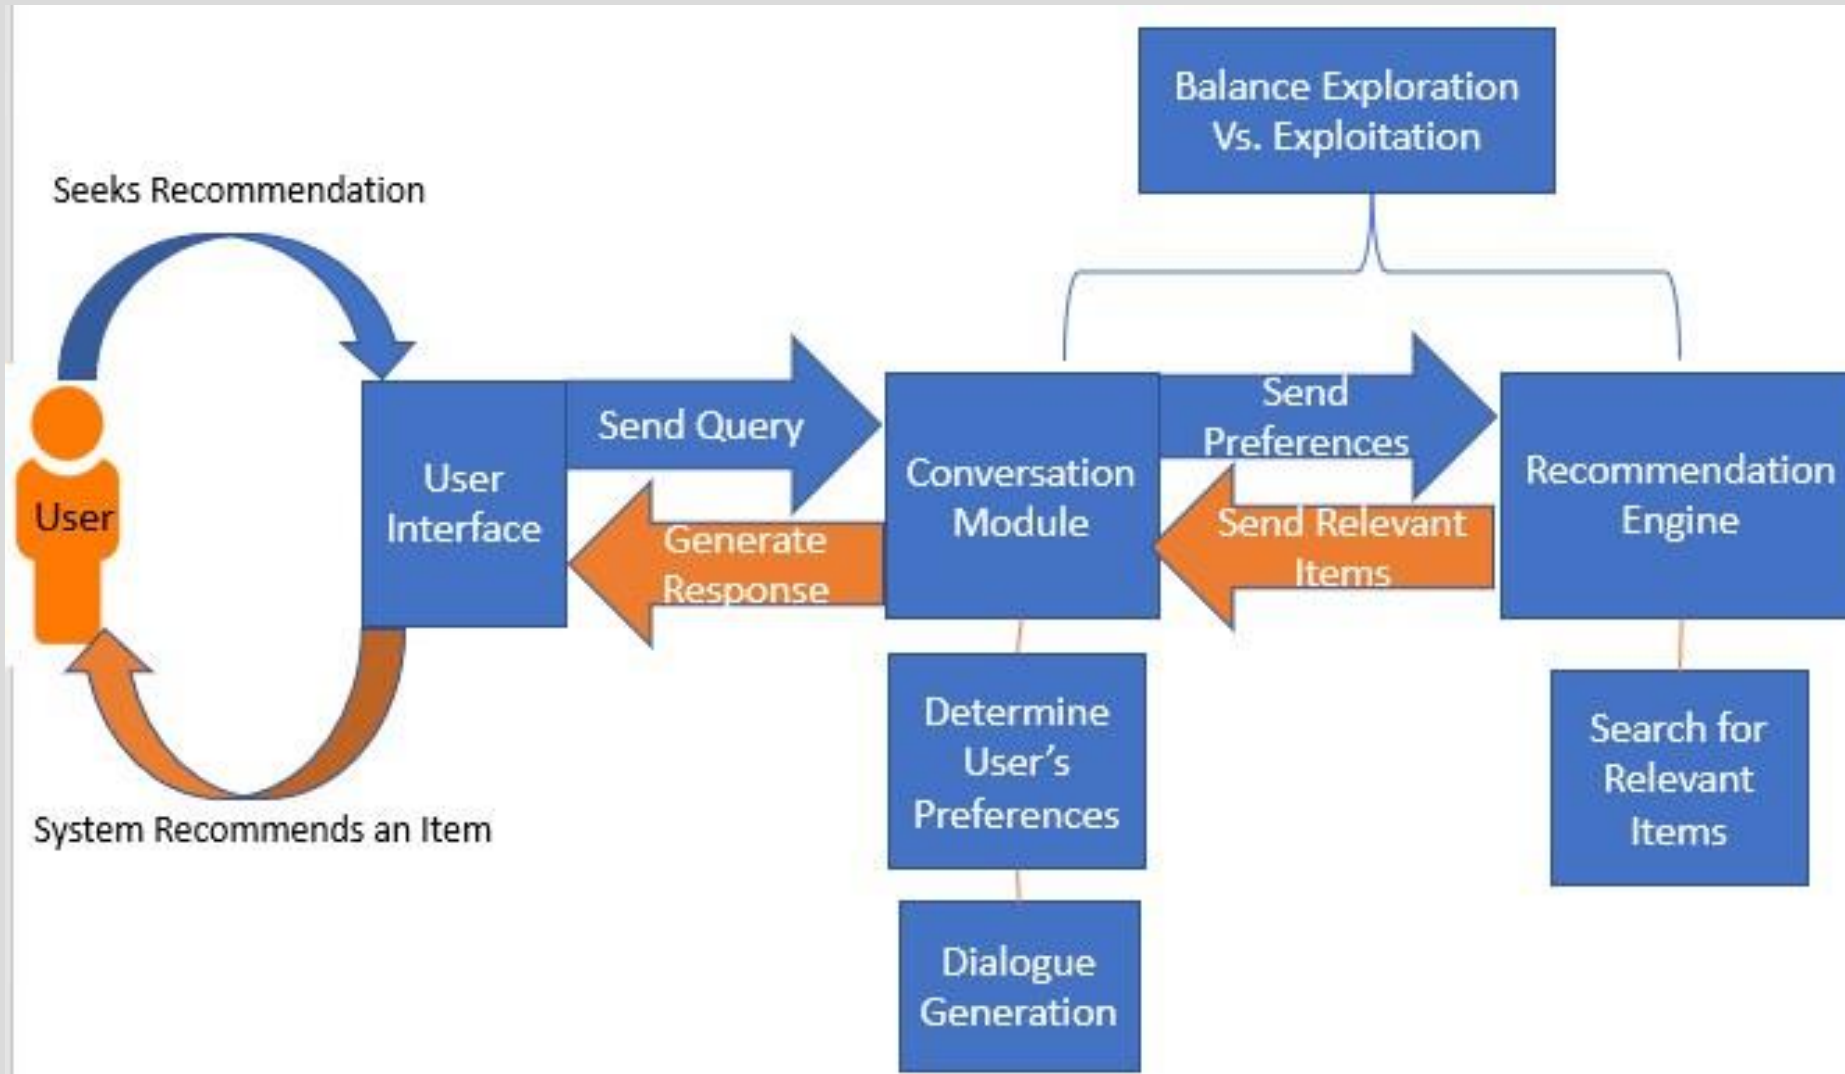 Balance Exploration
Vs. Exploitation
Seeks Recommendation
User
User
Interface
Send Query
Generate
Response
Conversation
Module
Send
Preferences
Send Relevant
Items
Recommendation
Engine
Determine
User’s
Preferences
Search for
Relevant
Items
System Recommends an Item
Dialogue
Generation